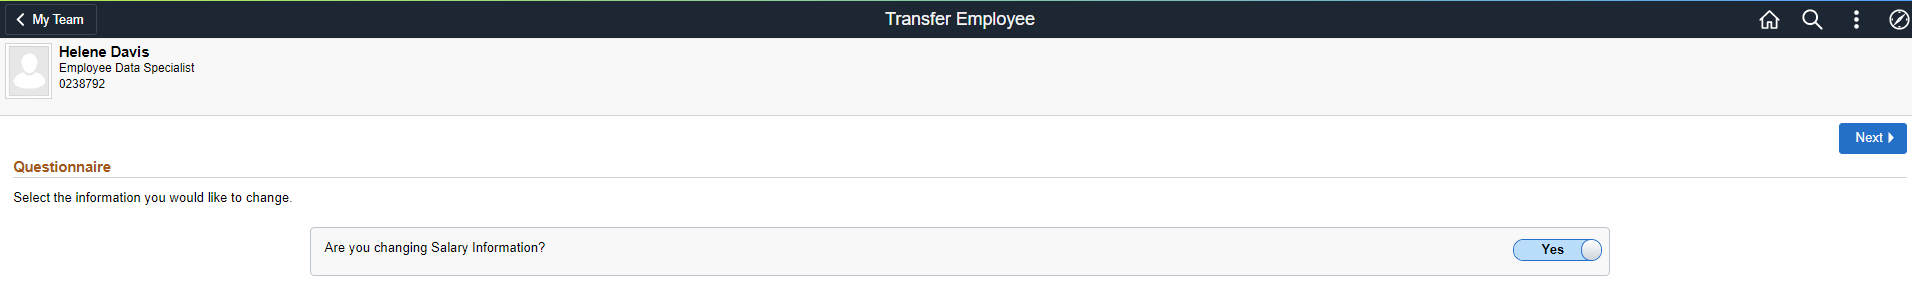 My Team
Transfer Employee
Helene Davis
Employee Data Specialist
0238792
Next
Questionnaire
Select the information you would like to change.
Are you changing Salary Information?
Yes